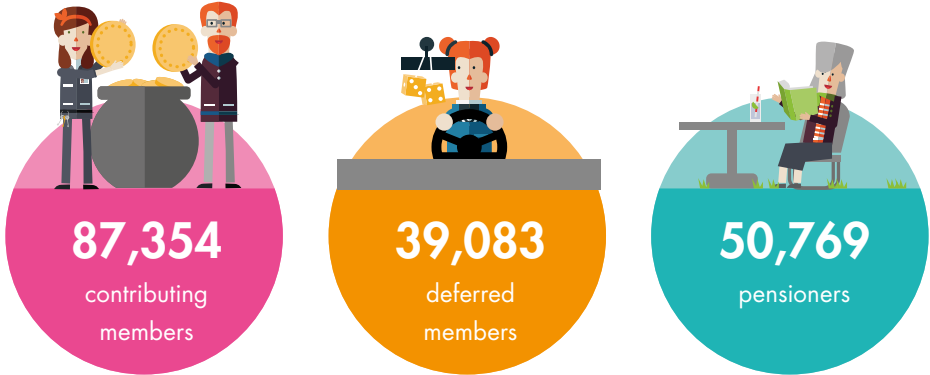 87,354
contributing
members
39,083
deferred
members
50,769
pensioners